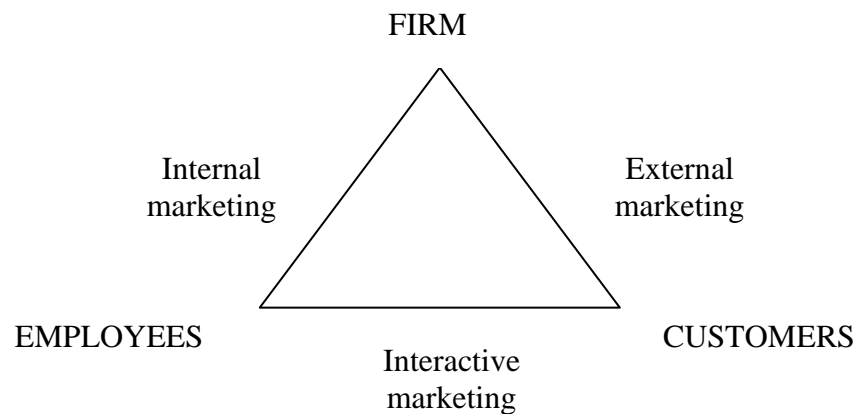 FIRM
Internal
marketing
External
marketing
EMPLOYEES
CUSTOMERS
Interactive
marketing